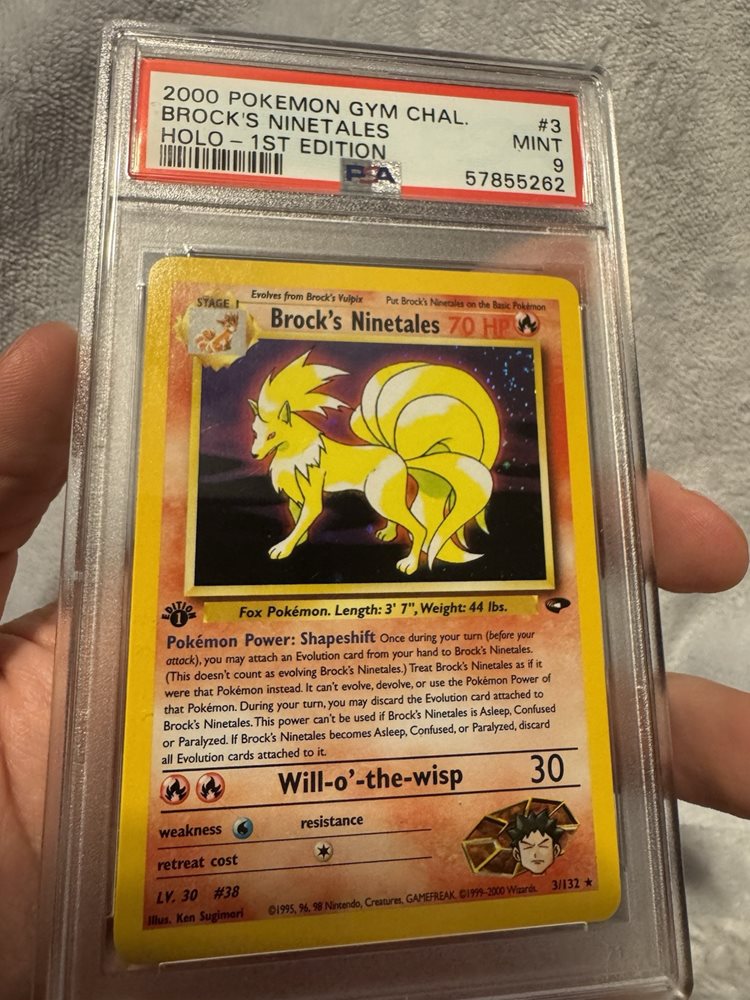 2000 POKEMON GYM CHAL. #3
BROCK'S NINETALES MINT
HOLO - 1ST EDITION 9
PSA 57855262
STAGE 1 Evolves from Brock's Vulpix Put Brock's Ninetales on the Basic Pokémon
Brock's Ninetales 70 HP
EDITION
1
Fox Pokémon. Length: 3' 7", Weight: 44 lbs.
Pokémon Power: Shapeshift Once during your turn (before your
attack), you may attach an Evolution card from your hand to Brock's Ninetales.
(This doesn't count as evolving Brock's Ninetales.) Treat Brock's Ninetales as if it
were that Pokémon instead. It can't evolve, devolve, or use the Pokémon Power of
that Pokémon. During your turn, you may discard the Evolution card attached to
Brock's Ninetales. This power can't be used if Brock's Ninetales is Asleep, Confused
or Paralyzed. If Brock's Ninetales becomes Asleep, Confused, or Paralyzed, discard
all Evolution cards attached to it.
Will-o'-the-wisp 30
weakness resistance
retreat cost
LV. 30 #38
Illus. Ken Sugimori ©1995, 96, 98 Nintendo, Creatures, GAMEFREAK. ©1999-2000 Wizards. 3/132 ★